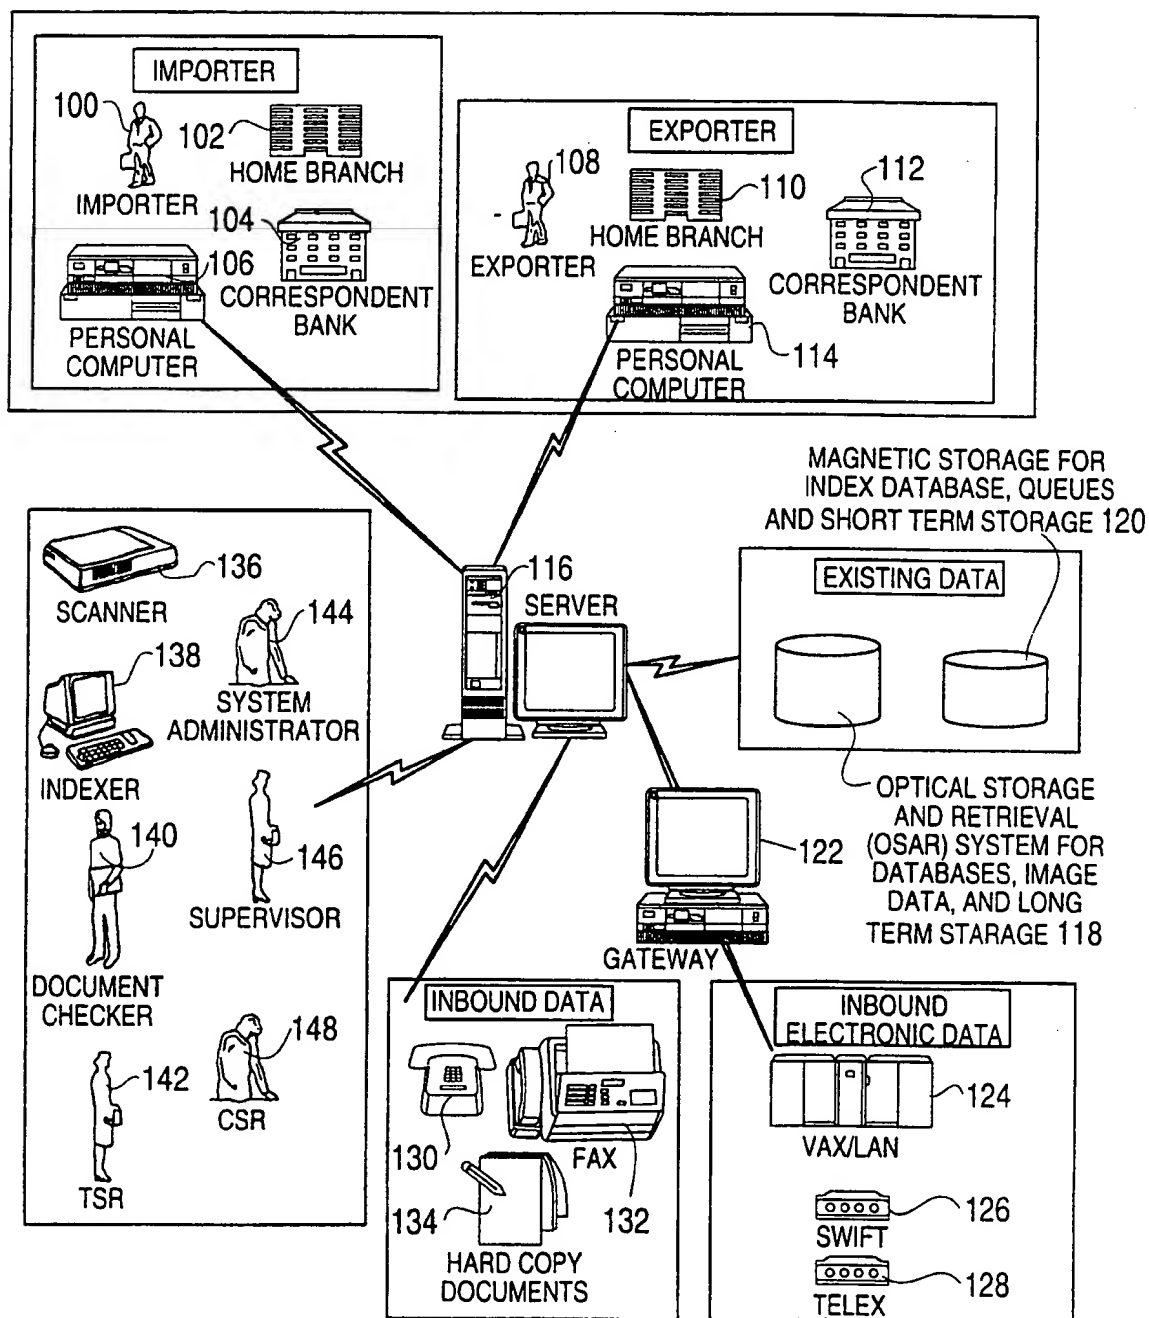 IMPORTER
100
102
HOME BRANCH
IMPORTER
104
106
CORRESPONDENT
BANK
PERSONAL
COMPUTER
EXPORTER
108
110
112
HOME BRANCH
EXPORTER
CORRESPONDENT
BANK
114
PERSONAL
COMPUTER
MAGNETIC STORAGE FOR
INDEX DATABASE, QUEUES
AND SHORT TERM STORAGE 120
136
SCANNER
144
138
SYSTEM
ADMINISTRATOR
INDEXER
140
146
SUPERVISOR
DOCUMENT
CHECKER
148
142
CSR
TSR
116
SERVER
EXISTING DATA
OPTICAL STORAGE
AND RETRIEVAL
(OSAR) SYSTEM FOR
DATABASES, IMAGE
DATA, AND LONG
TERM STARAGE 118
122
GATEWAY
INBOUND DATA
130
FAX
132
134
HARD COPY
DOCUMENTS
INBOUND
ELECTRONIC DATA
124
VAX/LAN
126
SWIFT
128
TELEX